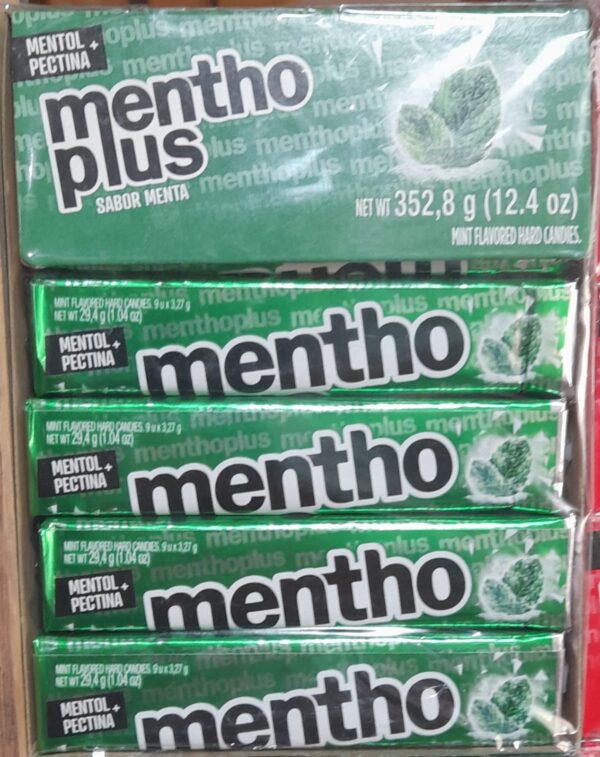 MENTOL +
PECTINA
mentho
plus
SABOR MENTA
NET WT 352,8 g (12.4 oz)
MINT FLAVORED HARD CANDIES.
MINT FLAVORED HARD CANDIES. 9 u x 3,27 g
NET WT 29,4 g (1.04 oz)
MENTOL +
PECTINA
mentho
MINT FLAVORED HARD CANDIES. 9 u x 3,27 g
NET WT 29,4 g (1.04 oz)
MENTOL +
PECTINA
mentho
MINT FLAVORED HARD CANDIES. 9 u x 3,27 g
NET WT 29,4 g (1.04 oz)
MENTOL +
PECTINA
mentho
MINT FLAVORED HARD CANDIES. 9 u x 3,27 g
NET WT 29,4 g (1.04 oz)
MENTOL +
PECTINA
mentho